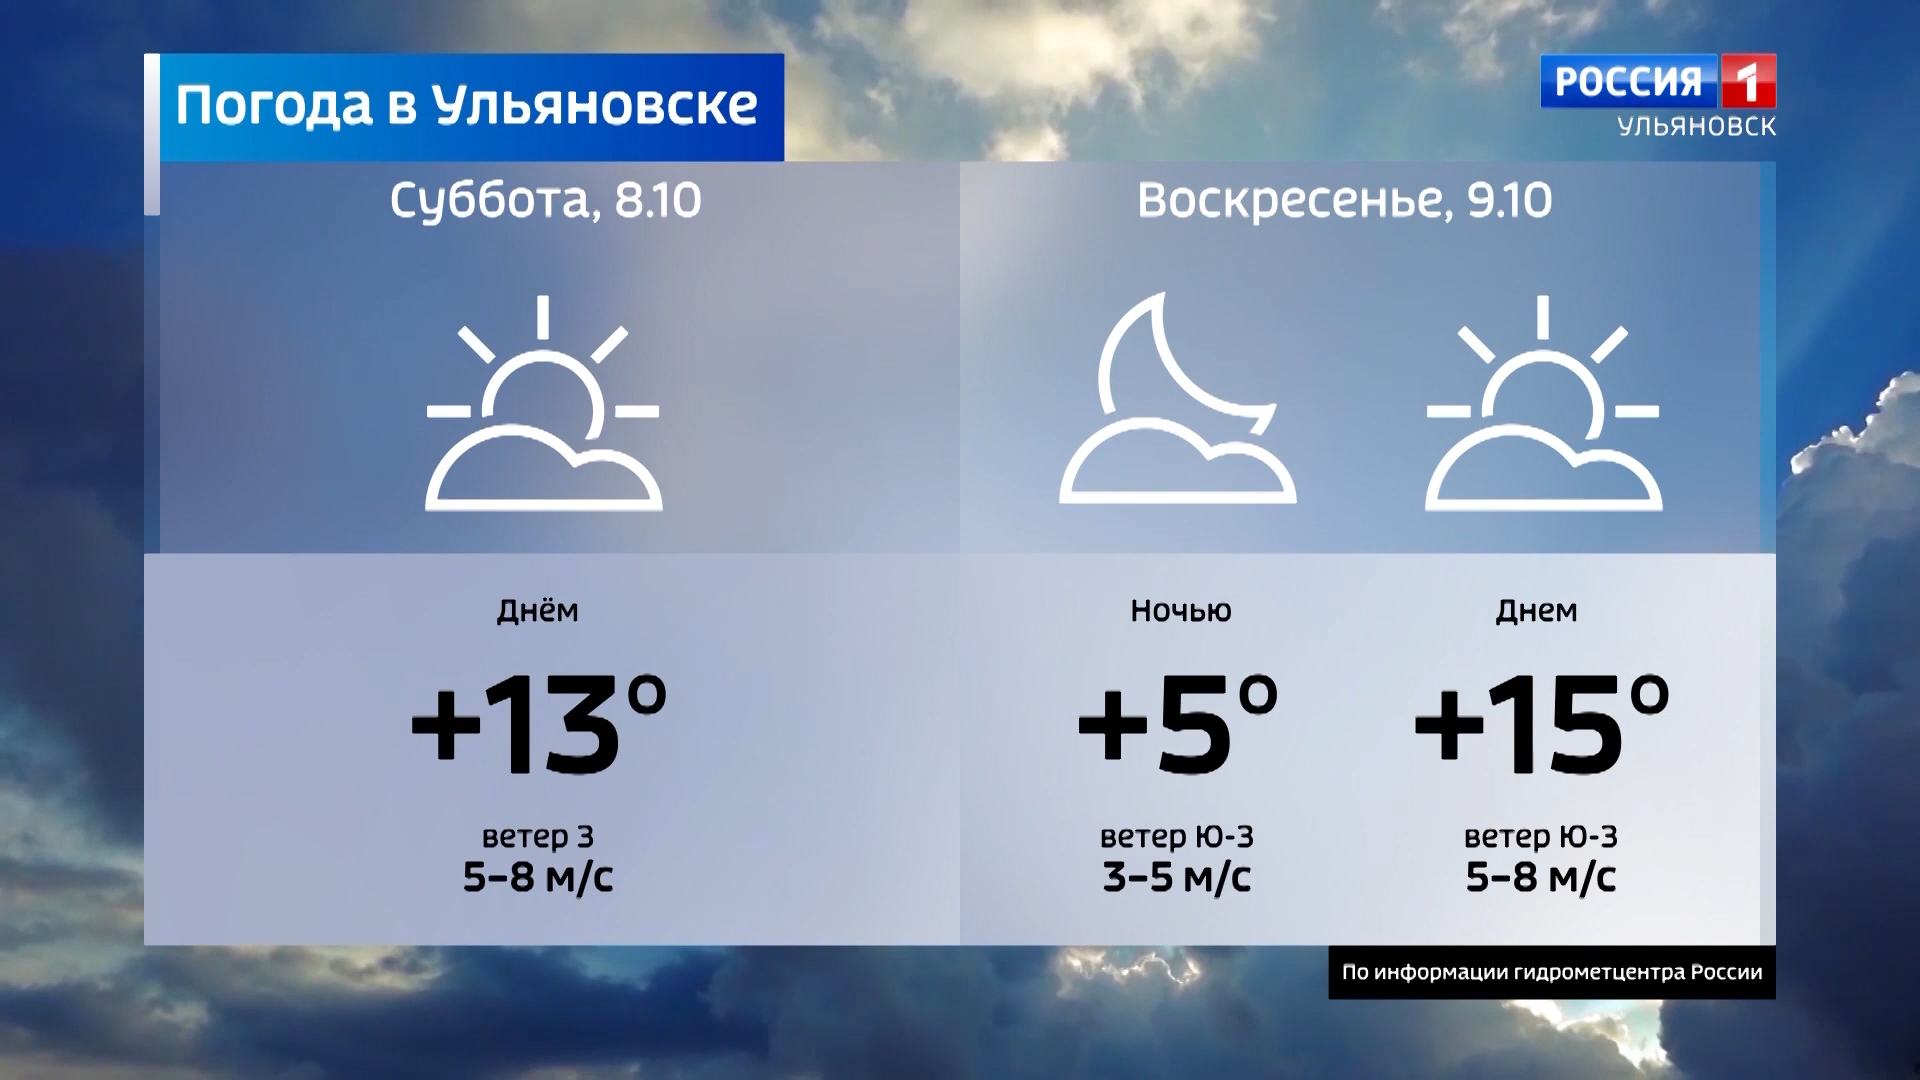 Погода в Ульяновске
РОССИЯ 1
УЛЬЯНОВСК
Суббота, 8.10
Воскресенье, 9.10
Днём
+13°
ветер З
5-8 м/с
Ночью
+5°
ветер Ю-З
3-5 м/с
Днем
+15°
ветер Ю-З
5-8 м/с
По информации гидрометцентра России